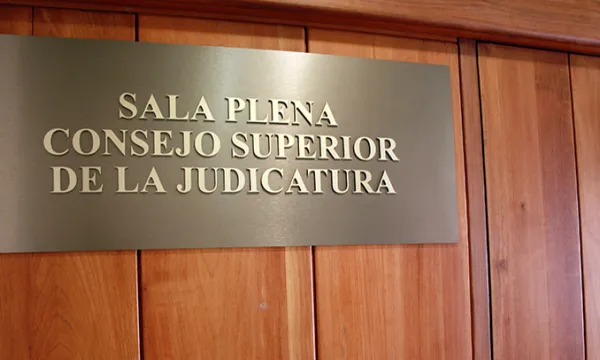 SALA PLENA
CONSEJO SUPERIOR
DE LA JUDICATURA